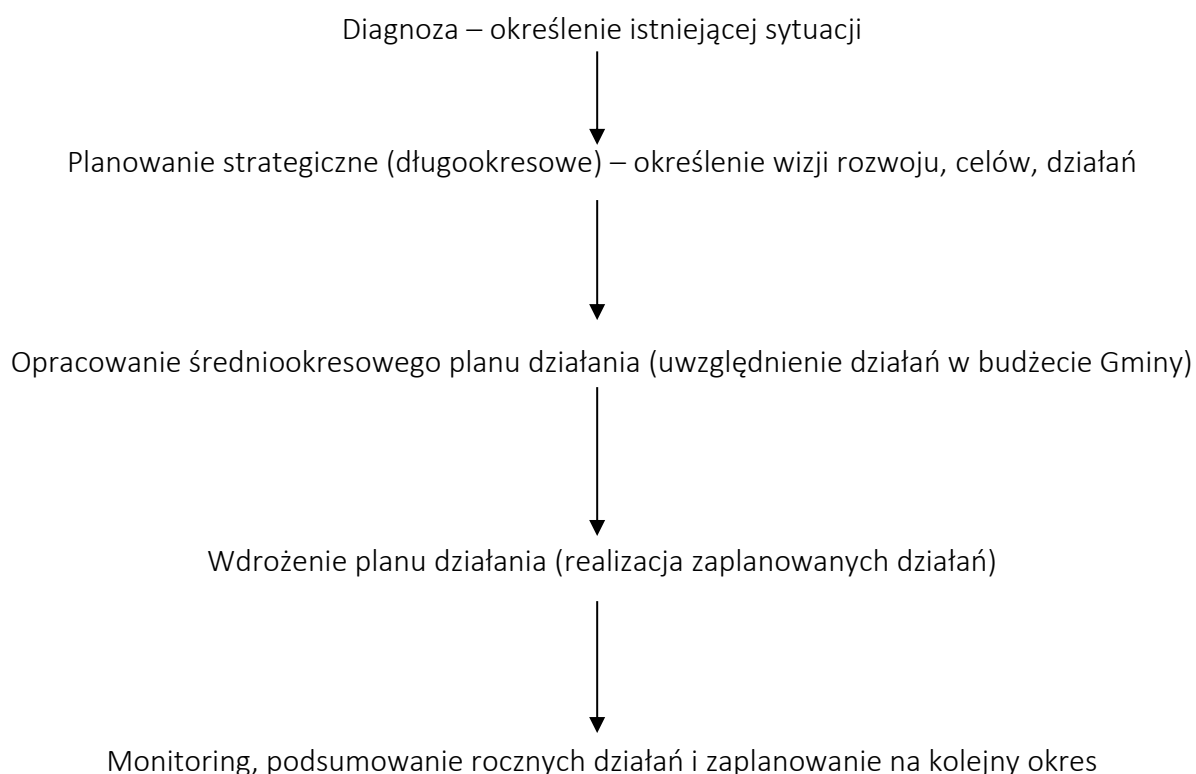 Diagnoza – określenie istniejącej sytuacji
Planowanie strategiczne (długookresowe) – określenie wizji rozwoju, celów, działań
Opracowanie średniookresowego planu działania (uwzględnienie działań w budżecie Gminy)
Wdrożenie planu działania (realizacja zaplanowanych działań)
Monitoring, podsumowanie rocznych działań i zaplanowanie na kolejny okres